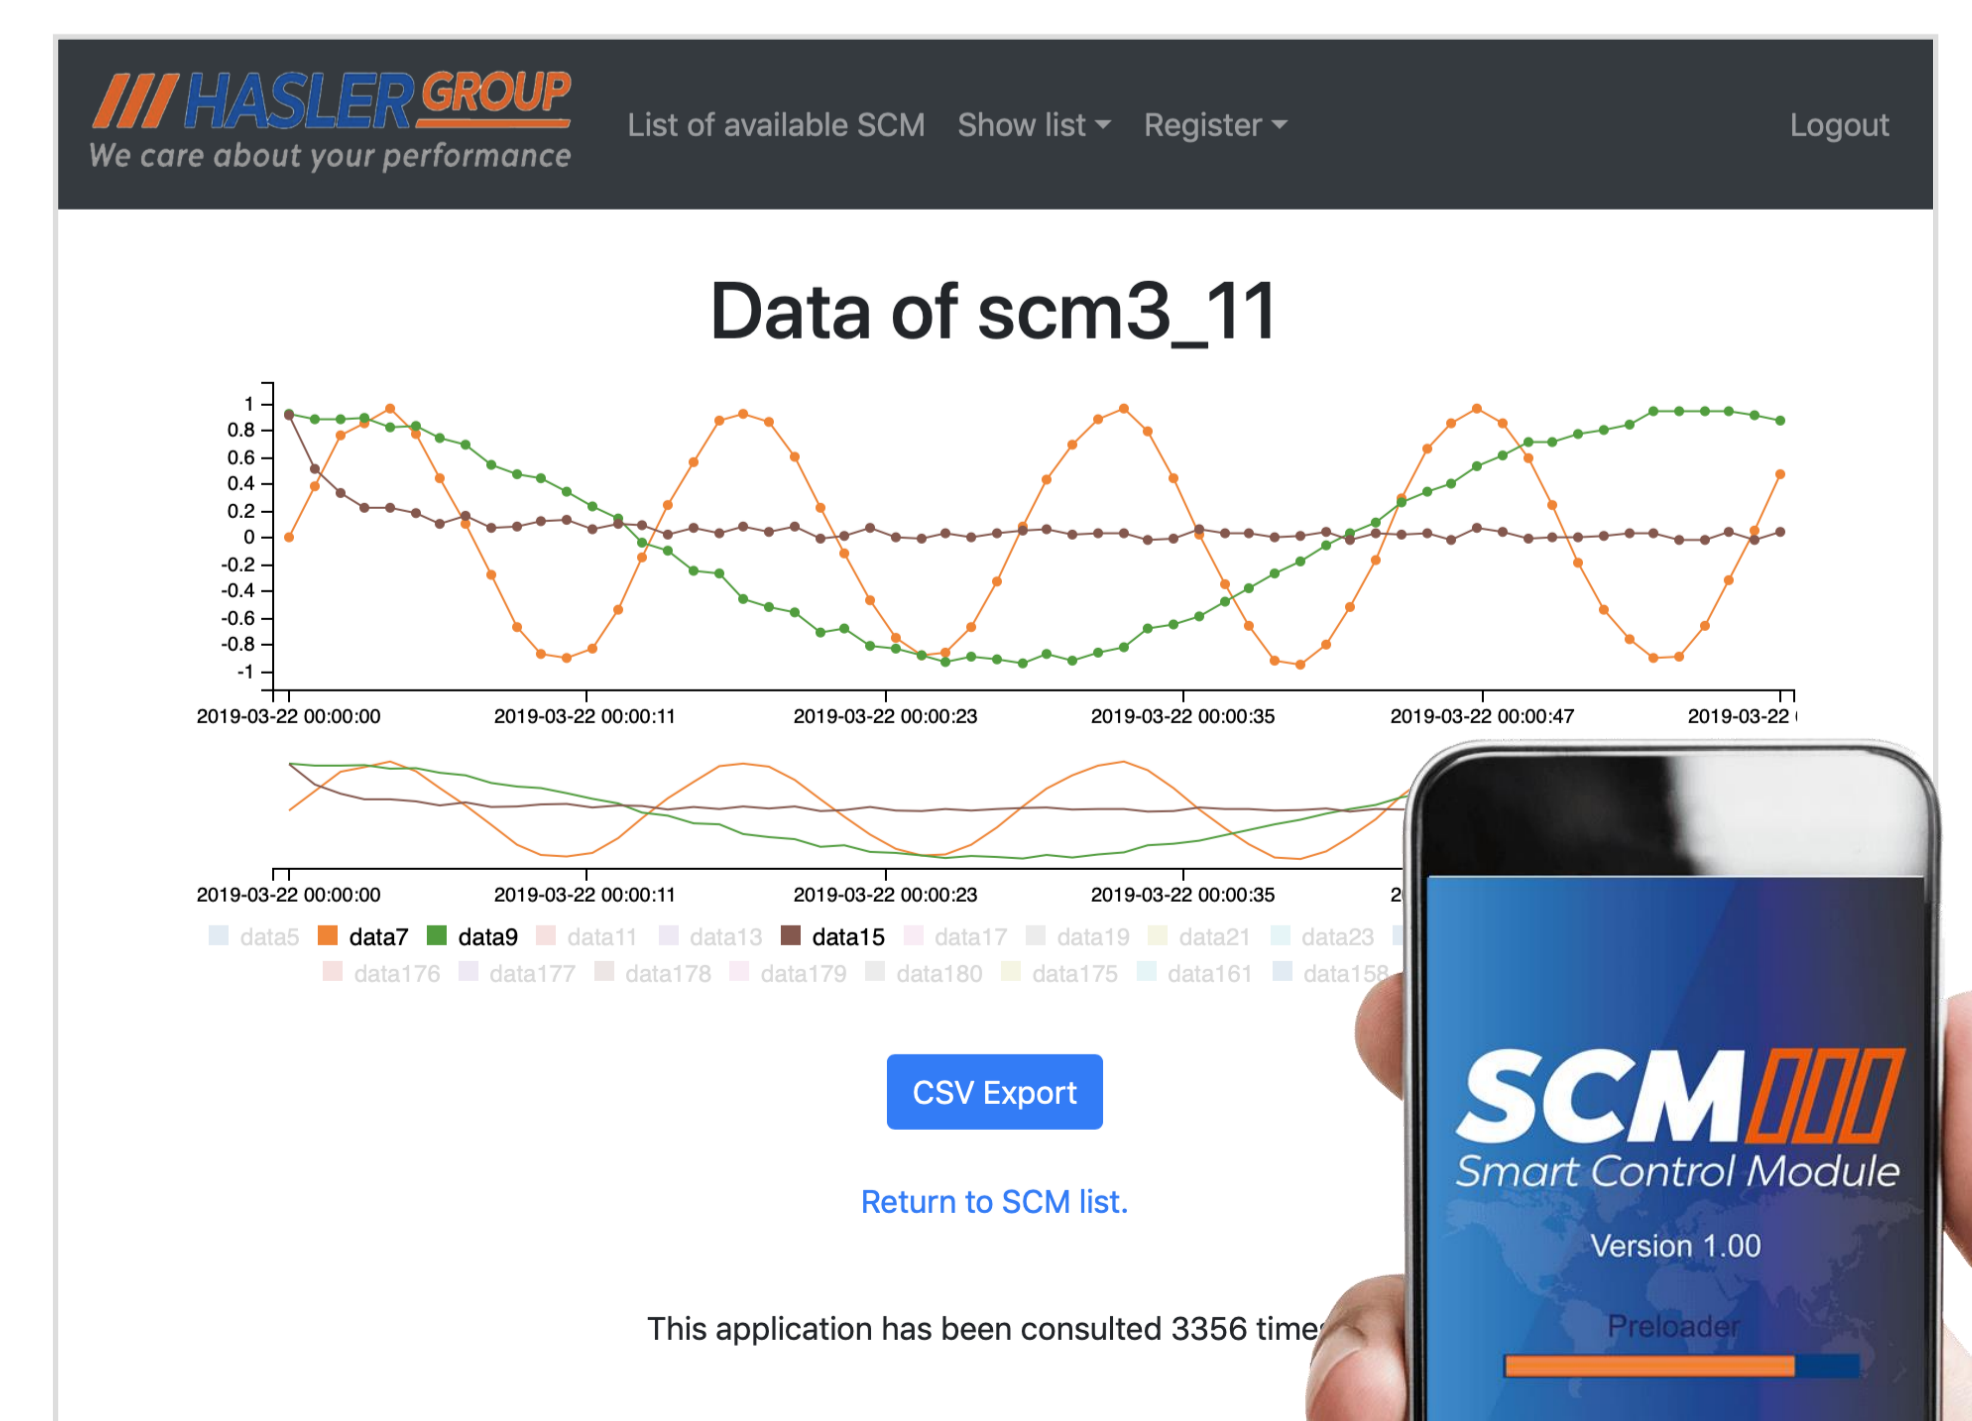 HASLER GROUP
We care about your performance
List of available SCM Show list Register Logout
Data of scm3_11
1
0.8
0.6
0.4
0.2
0
-0.2
-0.4
-0.6
-0.8
-1
2019-03-22 00:00:00 2019-03-22 00:00:11 2019-03-22 00:00:23 2019-03-22 00:00:35 2019-03-22 00:00:47 2019-03-22
2019-03-22 00:00:00 2019-03-22 00:00:11 2019-03-22 00:00:23 2019-03-22 00:00:35
data5 data7 data9 data11 data13 data15 data17 data19 data21 data23
data176 data177 data178 data179 data180 data175 data161 data158
CSV Export
Return to SCM list.
This application has been consulted 3356 times
SCM
Smart Control Module
Version 1.00
Preloader